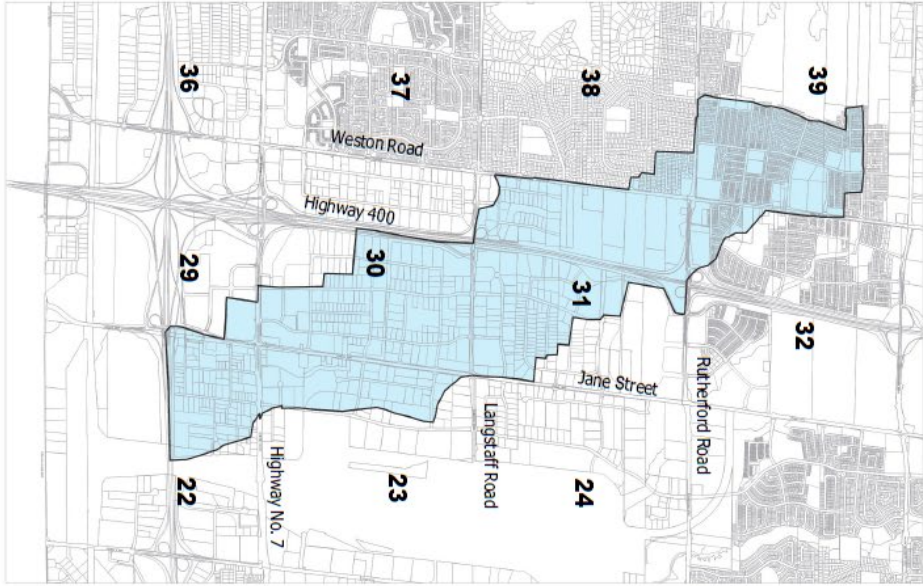 36
37
38
39
Weston Road
Highway 400
29
30
31
32
Jane Street
Rutherford Road
Langstaff Road
Highway No. 7
22
23
24